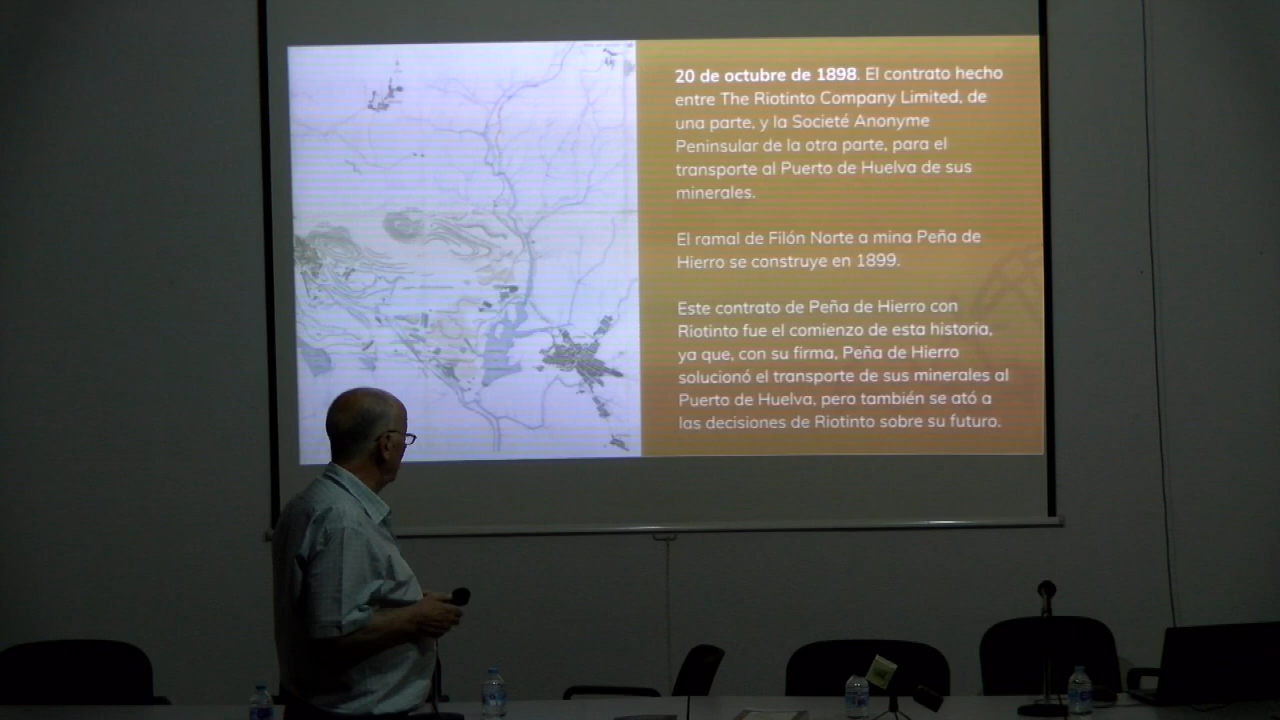 20 de octubre de 1898. El contrato hecho
entre The Riotinto Company Limited, de
una parte, y la Societé Anonyme
Peninsular de la otra parte, para el
transporte al Puerto de Huelva de sus
minerales.
El ramal de Filón Norte a mina Peña de
Hierro se construye en 1899.
Este contrato de Peña de Hierro con
Riotinto fue el comienzo de esta historia,
ya que, con su firma, Peña de Hierro
solucionó el transporte de sus minerales al
Puerto de Huelva, pero también se ató a
las decisiones de Riotinto sobre su futuro.